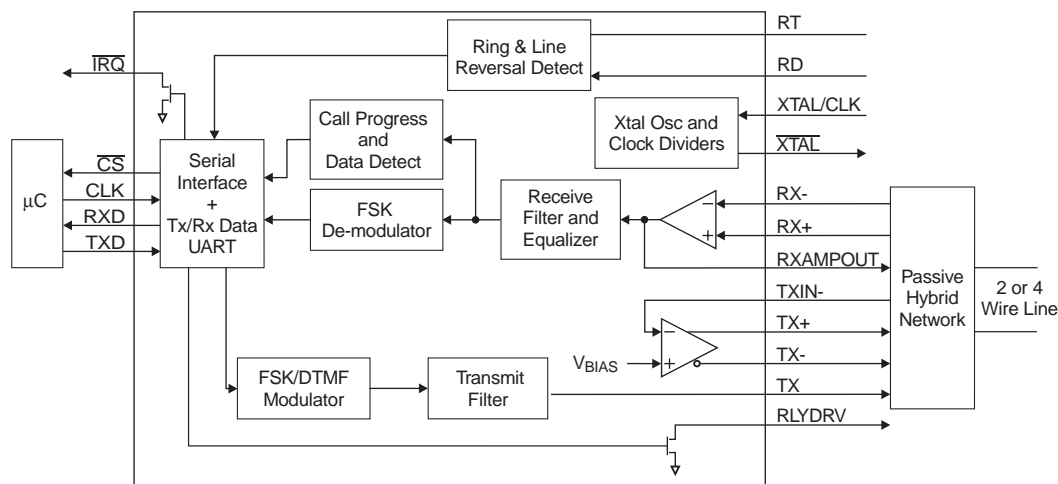 RT
Ring & Line
Reversal Detect
IRQ
RD
Call Progress
and
Data Detect
Xtal Osc and
Clock Dividers
XTAL/CLK
XTAL
μC
CS
CLK
RXD
TXD
Serial
Interface
+
Tx/Rx Data
UART
FSK
De-modulator
Receive
Filter and
Equalizer
−
+
RX-
RX+
RXAMPOUT
TXIN-
TX+
TX-
TX
RLYDRV
Passive
Hybrid
Network
2 or 4
Wire Line
VBIAS
−
+
FSK/DTMF
Modulator
Transmit
Filter